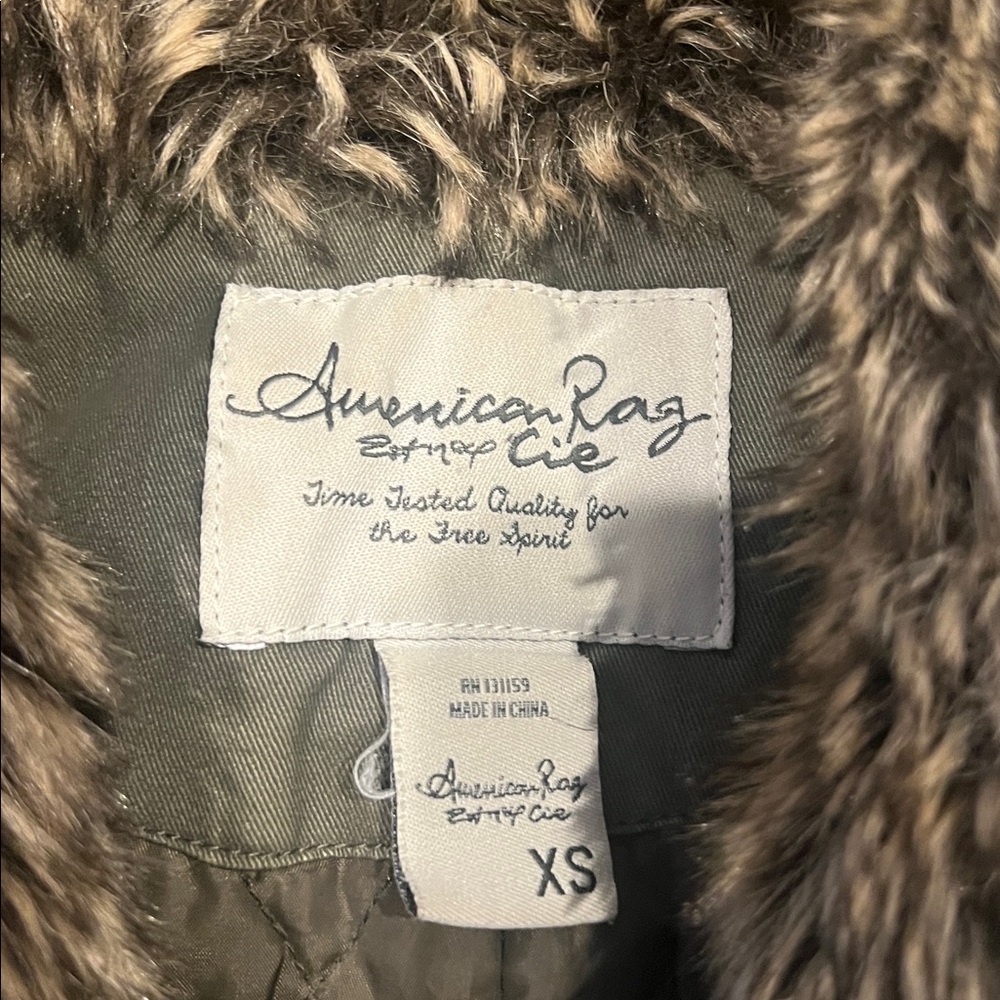 American Rag
Cie
Time Tested Quality for
the Free Spirit
RN 131159
MADE IN CHINA
American Rag
Cie
XS